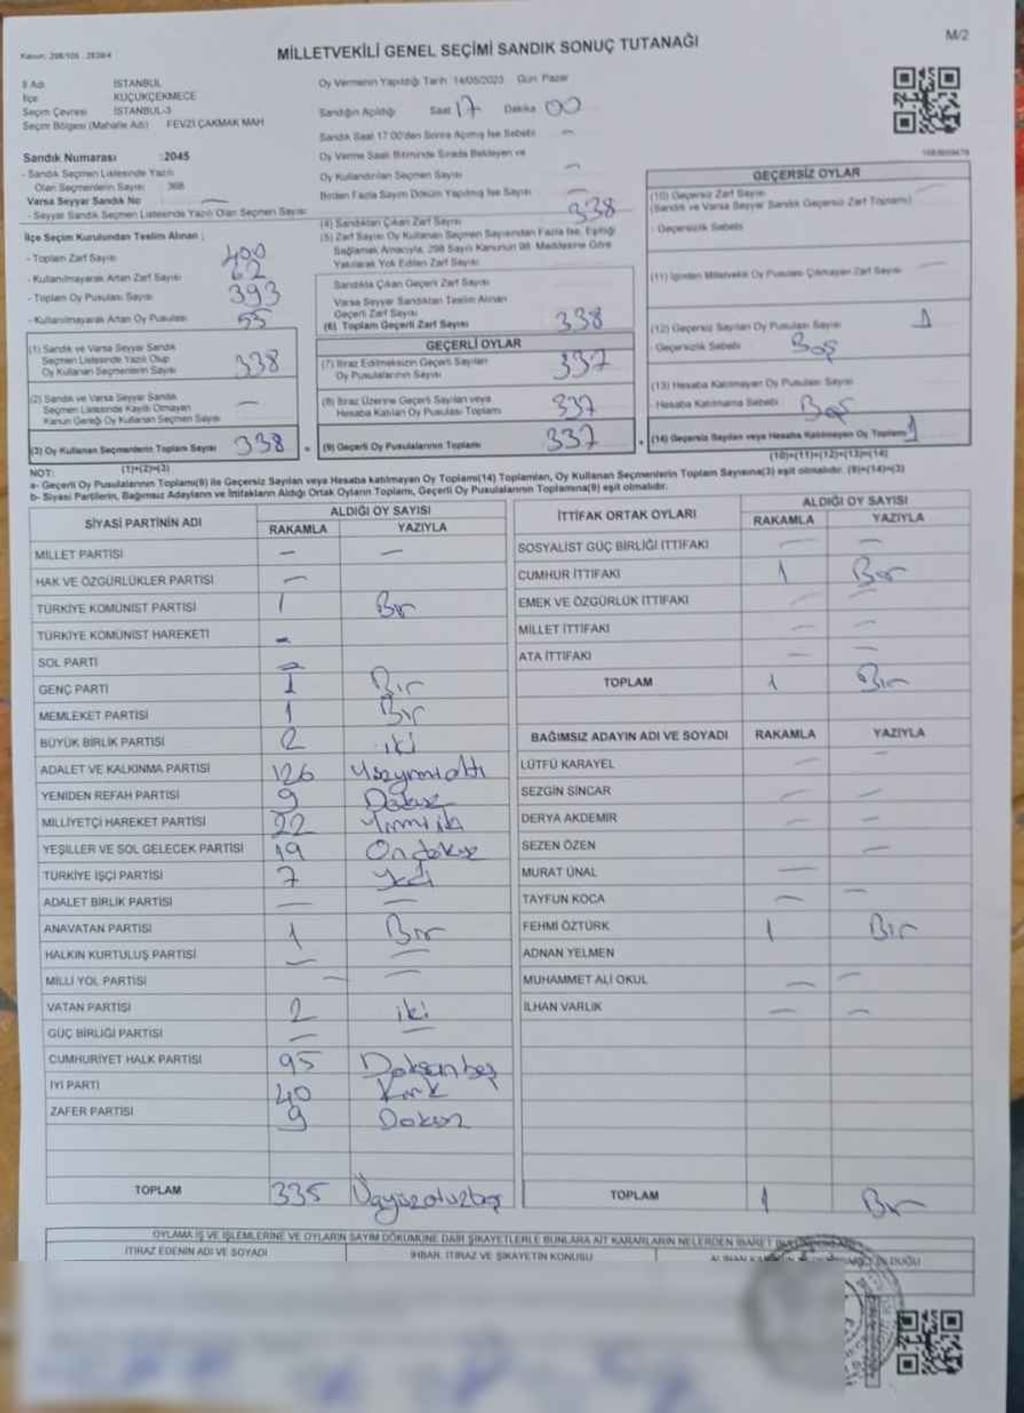 MİLLETVEKİLİ GENEL SEÇİMİ SANDIK SONUÇ TUTANAĞI
M/2
İl Adı İSTANBUL
İlçe KÜÇÜKÇEKMECE
Seçim Çevresi İSTANBUL-3
Seçim Bölgesi (Mahalle Adı) FEVZİ ÇAKMAK MAH
Sandık Numarası :2045
- Sandık Seçmen Listesinde Yazılı
Olan Seçmenlerin Sayısı 368
Varsa Seyyar Sandık No —
- Seyyar Sandık Seçmen Listesinde Yazılı Olan Seçmen Sayısı
İlçe Seçim Kurulundan Teslim Alınan ;
- Toplam Zarf Sayısı 400
- Kullanılmayarak Artan Zarf Sayısı 62
- Toplam Oy Pusulası Sayısı 393
- Kullanılmayarak Artan Oy Pusulası 55
(1) Sandık ve Varsa Seyyar Sandık
Seçmen Listesinde Yazılı Olup
Oy Kullanan Seçmenlerin Sayısı 338
(2) Sandık ve Varsa Seyyar Sandık
Seçmen Listesinde Kayıtlı Olmayan
Kanun Gereği Oy Kullanan Seçmen Sayısı —
(3) Oy Kullanan Seçmenlerin Toplam Sayısı 338
(1)+(2)=(3)
Oy Vermenin Yapıldığı Tarih 14/05/2023 Gün Pazar
Sandığın Açıldığı Saat 17 Dakika 00
Sandık Saat 17:00'den Sonra Açılmış İse Sebebi —
Oy Verme Saati Bitiminde Sırada Bekleyen ve
Oy Kullandırılan Seçmen Sayısı —
Birden Fazla Sayım Döküm Yapılmış İse Sayısı —
(4) Sandıktan Çıkan Zarf Sayısı 338
(5) Zarf Sayısı Oy Kullanan Seçmen Sayısından Fazla İse, Eşitliği
Sağlamak Amacıyla, 298 Sayılı Kanunun 98. Maddesine Göre
Yakılarak Yok Edilen Zarf Sayısı
Sandıkta Çıkan Geçerli Zarf Sayısı
Varsa Seyyar Sandıktan Teslim Alınan
Geçerli Zarf Sayısı
(6) Toplam Geçerli Zarf Sayısı 338
GEÇERLİ OYLAR
(7) İtiraz Edilmeksizin Geçerli Sayılan
Oy Pusulalarının Sayısı 337
(8) İtiraz Üzerine Geçerli Sayılan veya
Hesaba Katılan Oy Pusulası Toplamı 337
(9) Geçerli Oy Pusulalarının Toplamı 337
GEÇERSİZ OYLAR
(10) Geçersiz Zarf Sayısı
(Sandık ve Varsa Seyyar Sandık Geçersiz Zarf Toplamı) —
- Geçersizlik Sebebi
(11) İçinden Milletvekili Oy Pusulası Çıkmayan Zarf Sayısı —
(12) Geçersiz Sayılan Oy Pusulası Sayısı 1
- Geçersizlik Sebebi Boş
(13) Hesaba Katılmayan Oy Pusulası Sayısı
- Hesaba Katılmama Sebebi Boş
(14) Geçersiz Sayılan veya Hesaba Katılmayan Oy Toplamı 1
(10)+(11)+(12)+(13)=(14)
NOT:
a- Geçerli Oy Pusulalarının Toplamı(9) ile Geçersiz Sayılan veya Hesaba katılmayan Oy Toplamı(14) Toplamları, Oy Kullanan Seçmenlerin Toplam Sayısına(3) eşit olmalıdır. (9)+(14)=(3)
b- Siyasi Partilerin, Bağımsız Adayların ve İttifakların Aldığı Ortak Oyların Toplamı, Geçerli Oy Pusulalarının Toplamına(9) eşit olmalıdır.
SİYASİ PARTİNİN ADI ALDIĞI OY SAYISI
RAKAMLA YAZIYLA
MİLLET PARTİSİ — —
HAK VE ÖZGÜRLÜKLER PARTİSİ —
TÜRKİYE KOMÜNİST PARTİSİ 1 Bir
TÜRKİYE KOMÜNİST HAREKETİ —
SOL PARTİ —
GENÇ PARTİ 1 Bir
MEMLEKET PARTİSİ 1 Bir
BÜYÜK BİRLİK PARTİSİ 2 iki
ADALET VE KALKINMA PARTİSİ 126 Yüzyirmialtı
YENİDEN REFAH PARTİSİ 9 Dokuz
MİLLİYETÇİ HAREKET PARTİSİ 22 Yirmiiki
YEŞİLLER VE SOL GELECEK PARTİSİ 19 Ondokuz
TÜRKİYE İŞÇİ PARTİSİ 7 Yedi
ADALET BİRLİK PARTİSİ — —
ANAVATAN PARTİSİ 1 Bir
HALKIN KURTULUŞ PARTİSİ — —
MİLLİ YOL PARTİSİ — —
VATAN PARTİSİ 2 iki
GÜÇ BİRLİĞİ PARTİSİ — —
CUMHURİYET HALK PARTİSİ 95 Doksanbeş
İYİ PARTİ 40 Kırk
ZAFER PARTİSİ 9 Dokuz
TOPLAM 335 Üçyüzotuzbeş
İTTİFAK ORTAK OYLARI ALDIĞI OY SAYISI
RAKAMLA YAZIYLA
SOSYALİST GÜÇ BİRLİĞİ İTTİFAKI — —
CUMHUR İTTİFAKI 1 Bir
EMEK VE ÖZGÜRLÜK İTTİFAKI — —
MİLLET İTTİFAKI — —
ATA İTTİFAKI — —
TOPLAM 1 Bir
BAĞIMSIZ ADAYIN ADI VE SOYADI RAKAMLA YAZIYLA
LÜTFÜ KARAYEL — —
SEZGİN SİNCAR — —
DERYA AKDEMİR — —
SEZEN ÖZEN —
MURAT ÜNAL —
TAYFUN KOCA — —
FEHMİ ÖZTÜRK 1 Bir
ADNAN YELMEN
MUHAMMET ALİ OKUL — —
İLHAN VARLIK — —
TOPLAM 1 Bir
OYLAMA İŞ VE İŞLEMLERİNE VE OYLARIN SAYIM DÖKÜMÜNE DAİR ŞİKAYETLERLE BUNLARA AİT KARARLARIN NELERDEN İBARET
İTİRAZ EDENİN ADI VE SOYADI İHBAR, İTİRAZ VE ŞİKAYETİN KONUSU